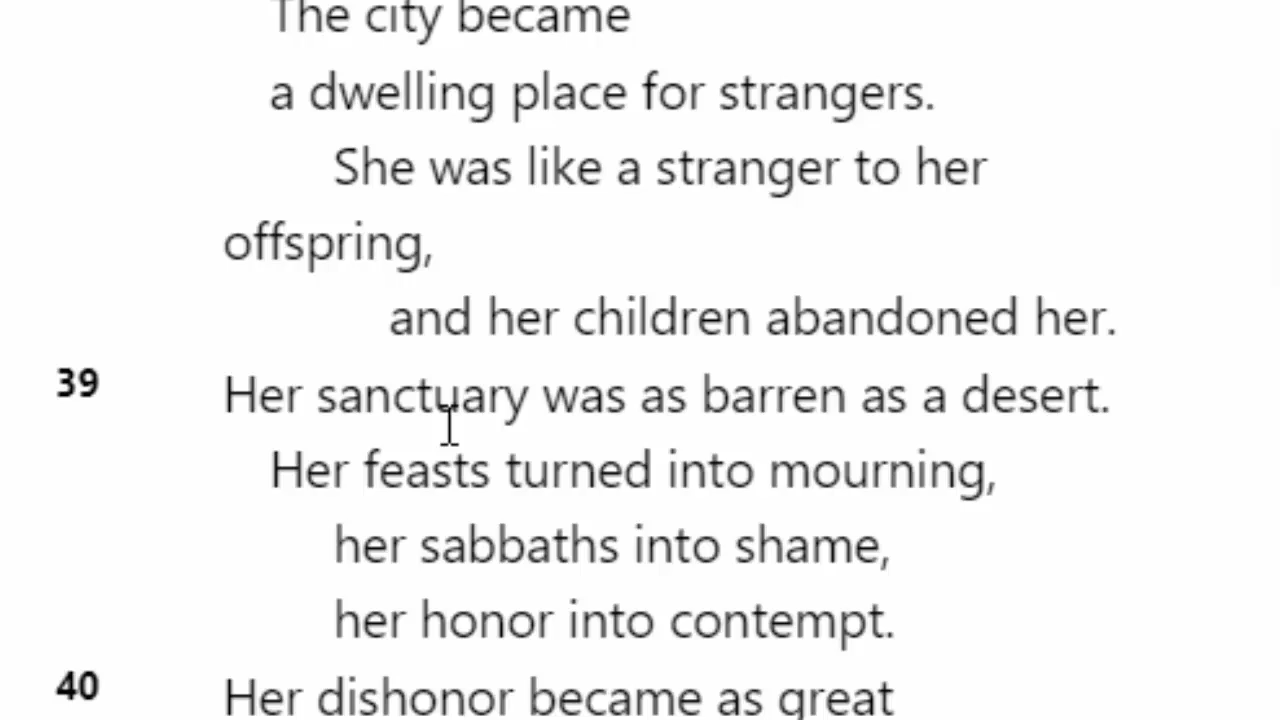 The city became
a dwelling place for strangers.
She was like a stranger to her
offspring,
and her children abandoned her.
39 Her sanctuary was as barren as a desert.
Her feasts turned into mourning,
her sabbaths into shame,
her honor into contempt.
40 Her dishonor became as great